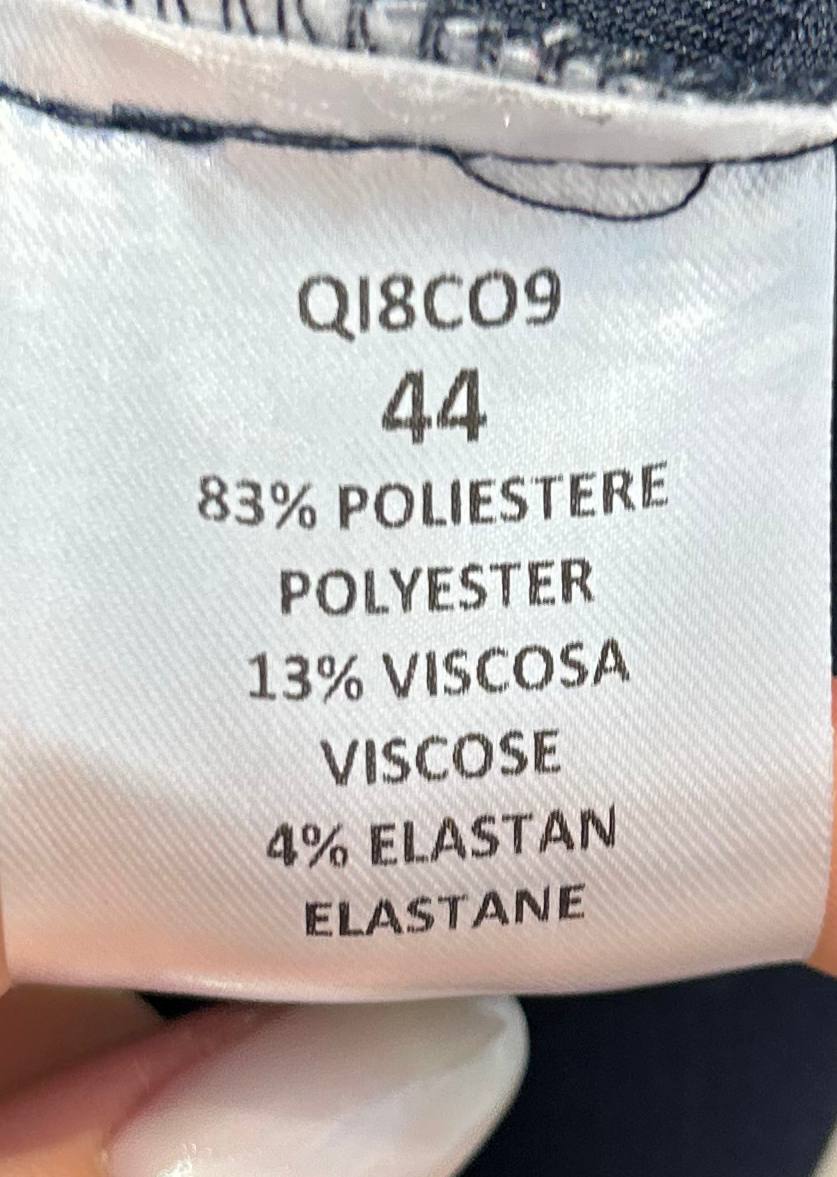 QI8CO9
44
83% POLIESTERE
POLYESTER
13% VISCOSA
VISCOSE
4% ELASTAN
ELASTANE